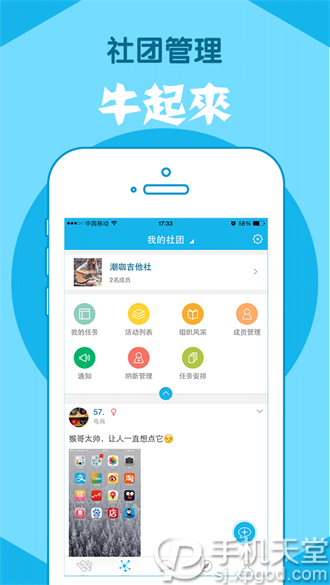 社团管理
牛起來
中国移动 17:33 58%
我的社团
潮咖吉他社
2名成员
我的任务 活动列表 组织风采 成员管理
通知 纳新管理 任务安排
57. ♀
电商
猴哥太帅，让人一直想点它
支 淘
店
手机天堂
sj.xpgod.com